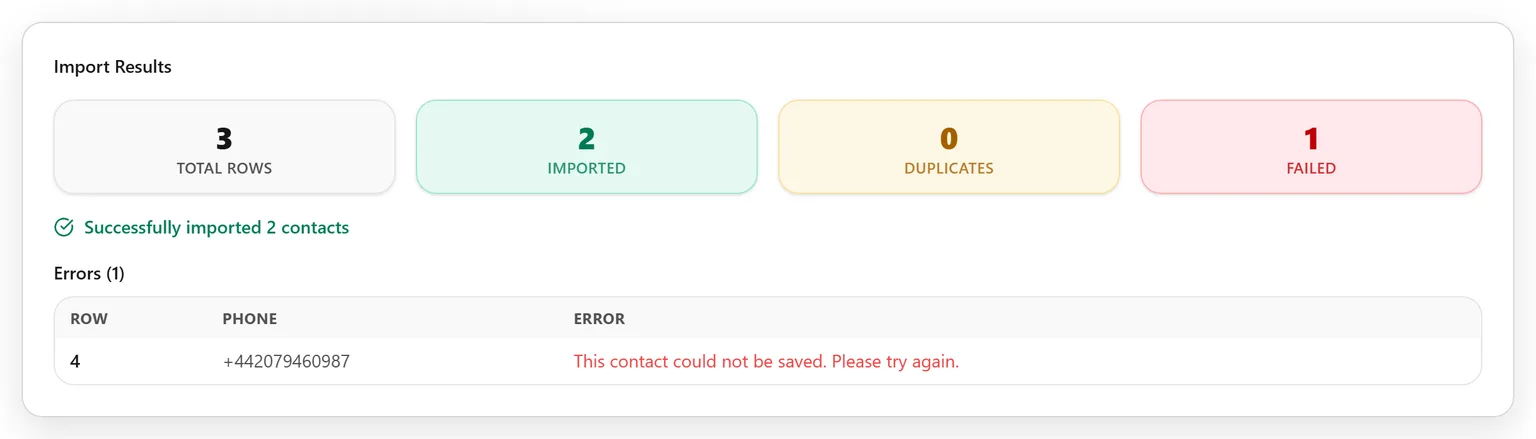 Import Results
3
TOTAL ROWS
2
IMPORTED
0
DUPLICATES
1
FAILED
Successfully imported 2 contacts
Errors (1)
ROW PHONE ERROR
4 +442079460987 This contact could not be saved. Please try again.